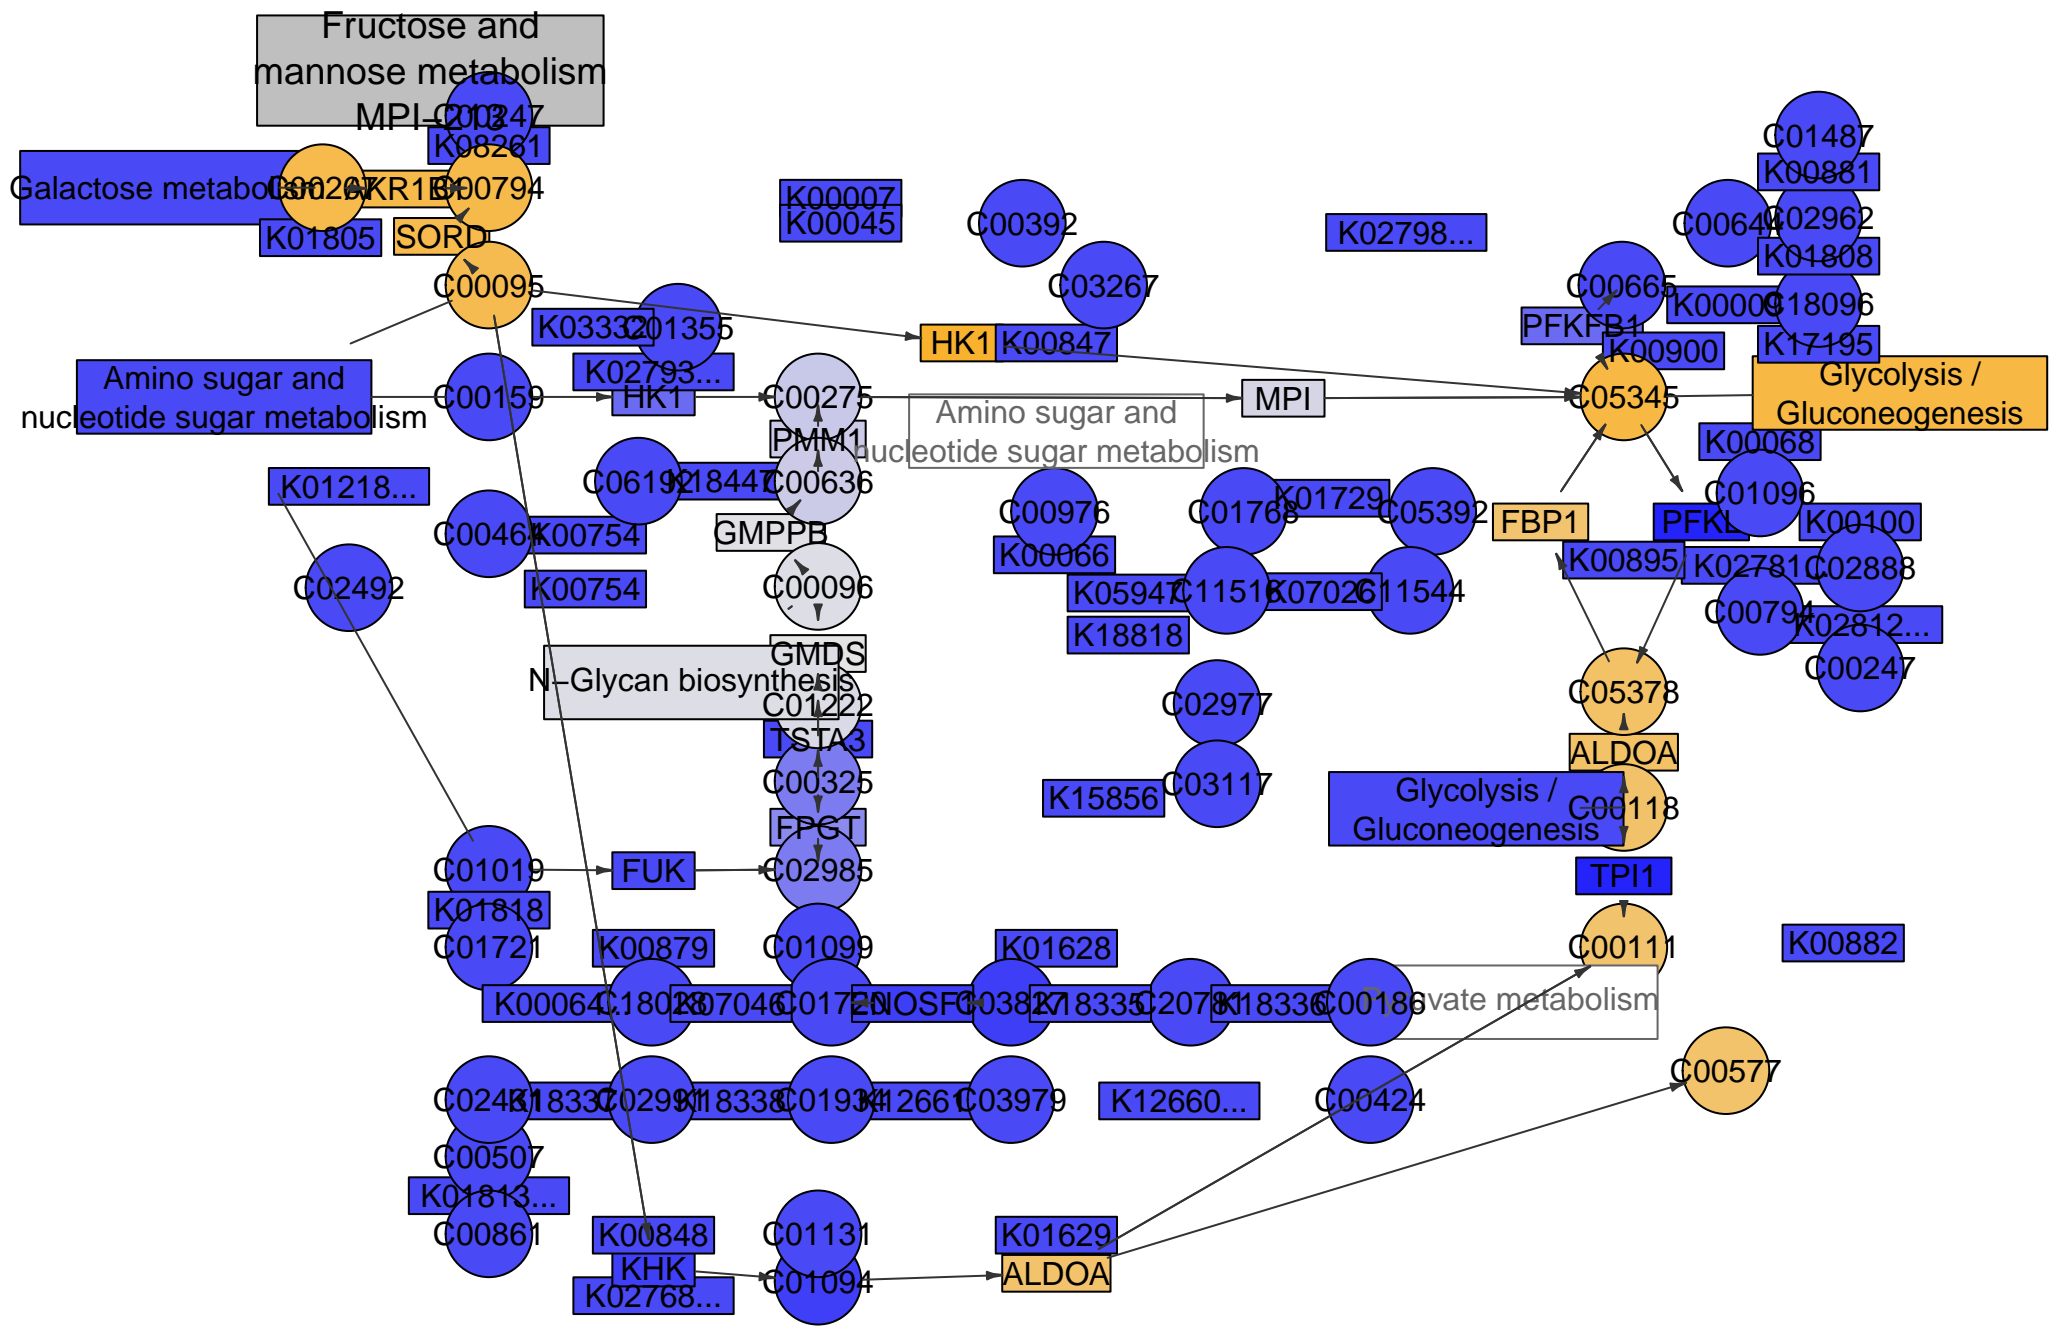 Fructose and
mannose metabolism
MPI−213
C00247
K08261
C01487
K00881
Galactose metabolism
AKR1B1
C00794
K00007
K00045
C00392
K02798...
C00644
C02962
K01805
SORD
K01808
C00095
C03267
C00665
K00009
C18096
K03332
C01355
HK1
K00847
PFKFB1
K00900
K17195
K02793...
Amino sugar and
nucleotide sugar metabolism
C00159
HK1
C00275
MPI
C05345
Glycolysis /
Gluconeogenesis
Amino sugar and
nucleotide sugar metabolism
PMM1
K00068
K01218...
C06192
K18447
C00636
C00976
C01768
K01729
C05392
C01096
C00464
K00754
GMPPB
K00066
FBP1
PFKL
K00100
K00895
K02781...
C02888
C02492
K00754
C00096
K05947
C11516
K07026
C11544
C00794
K02812...
K18818
GMDS
N−Glycan biosynthesis
C01222
C02977
C05378
C00247
TSTA3
ALDOA
C00325
K15856
C03117
Glycolysis /
Gluconeogenesis
C00118
FPGT
C01019
FUK
C02985
TPI1
K01818
C01721
K00879
C01099
K01628
C00111
K00882
K00064...
C18028
K07046
C01720
ENOSF1
C03827
K18335
C20781
K18336
C00186
Pyruvate metabolism
C00577
C02431
K18337
C02991
K18338
C01934
K12661
C03979
K12660...
C00424
C00507
K01813...
C00861
K00848
C01131
K01629
KHK
C01094
ALDOA
K02768...